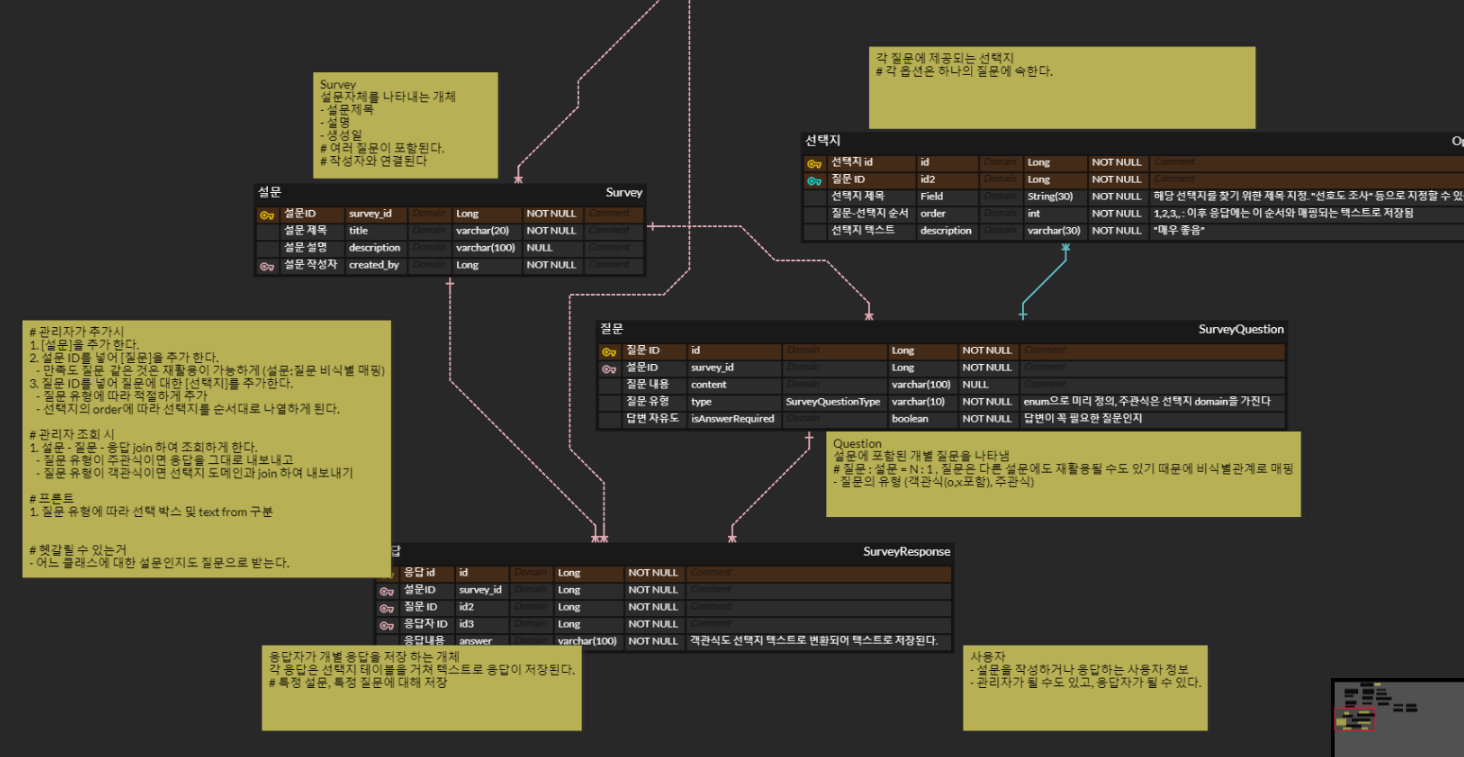 각 질문에 제공되는 선택지
# 각 옵션은 하나의 질문에 속한다.
Survey
설문자체를 나타내는 개체
- 설문제목
- 설명
- 생성일
# 여러 질문이 포함된다.
# 작성자와 연결된다
선택지 Op
선택지 id id Domain Long NOT NULL Comment
질문 ID id2 Domain Long NOT NULL Comment
선택지 제목 Field Domain String(30) NOT NULL 해당 선택지를 찾기 위한 제목 지정. "선호도 조사" 등으로 지정할 수 있
질문-선택지 순서 order Domain int NOT NULL 1,2,3,, : 이후 응답에는 이 순서와 매핑되는 텍스트로 저장됨
선택지 텍스트 description Domain varchar(30) NOT NULL "매우 좋음"
설문 Survey
설문ID survey_id Domain Long NOT NULL Comment
설문 제목 title Domain varchar(20) NOT NULL Comment
설문 설명 description Domain varchar(100) NULL Comment
설문 작성자 created_by Domain Long NOT NULL Comment
# 관리자가 추가시
1. [설문]을 추가 한다.
2. 설문 ID를 넣어 [질문]을 추가 한다.
- 만족도 질문 같은 것은 재활용이 가능하게 (설문:질문 비식별 매핑)
3. 질문 ID를 넣어 질문에 대한 [선택지]를 추가한다.
- 질문 유형에 따라 적절하게 추가
- 선택지의 order에 따라 선택지를 순서대로 나열하게 된다.
# 관리자 조회 시
1. 설문 - 질문 - 응답 join 하여 조회하게 한다.
- 질문 유형이 주관식이면 응답을 그대로 내보내고
- 질문 유형이 객관식이면 선택지 도메인과 join 하여 내보내기
# 프론트
1. 질문 유형에 따라 선택 박스 및 text from 구분
# 헷갈릴 수 있는거
- 어느 클래스에 대한 설문인지도 질문으로 받는다.
질문 SurveyQuestion
질문 ID id Domain Long NOT NULL Comment
설문ID survey_id Domain Long NOT NULL Comment
질문 내용 content Domain varchar(100) NULL Comment
질문 유형 type SurveyQuestionType varchar(10) NOT NULL enum으로 미리 정의, 주관식은 선택지 domain을 가진다
답변 자유도 isAnswerRequired Domain boolean NOT NULL 답변이 꼭 필요한 질문인지
Question
설문에 포함된 개별 질문을 나타냄
# 질문 : 설문 = N : 1 , 질문은 다른 설문에도 재활용될 수도 있기 때문에 비식별관계로 매핑
- 질문의 유형 (객관식(o,x포함), 주관식)
답 SurveyResponse
응답 id id Domain Long NOT NULL Comment
설문ID survey_id Domain Long NOT NULL Comment
질문 ID id2 Domain Long NOT NULL Comment
응답자 ID id3 Domain Long NOT NULL Comment
응답내용 answer Domain varchar(100) NOT NULL 객관식도 선택지 텍스트로 변환되어 텍스트로 저장된다.
응답자가 개별 응답을 저장 하는 개체
각 응답은 선택지 테이블을 거쳐 텍스트로 응답이 저장된다.
# 특정 설문, 특정 질문에 대해 저장
사용자
- 설문을 작성하거나 응답하는 사용자 정보
- 관리자가 될 수도 있고, 응답자가 될 수 있다.